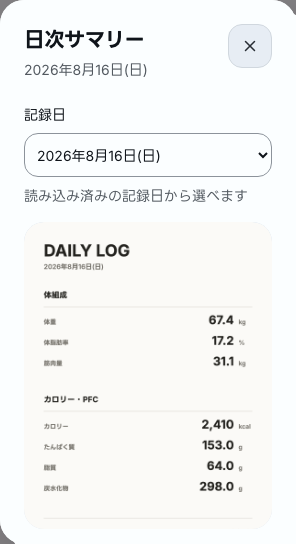 日次サマリー
2026年8月16日(日)
×
記録日
2026年8月16日(日)
読み込み済みの記録日から選べます
DAILY LOG
2026年8月16日(日)
体組成
体重 67.4 kg
体脂肪率 17.2 %
筋肉量 31.1 kg
カロリー・PFC
カロリー 2,410 kcal
たんぱく質 153.0 g
脂質 64.0 g
炭水化物 298.0 g